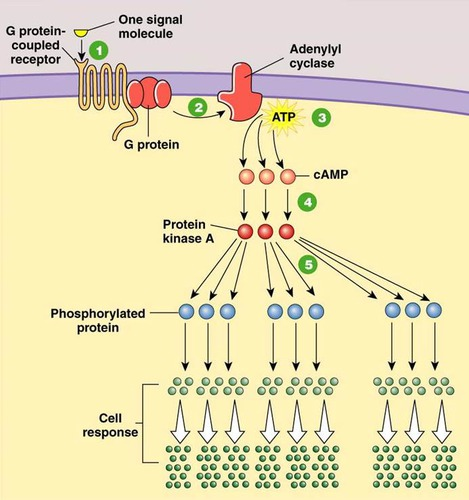 One signal
molecule
G protein-
coupled
receptor
1
Adenylyl
cyclase
2
ATP
3
G protein
cAMP
4
Protein
kinase A
5
Phosphorylated
protein
Cell
response